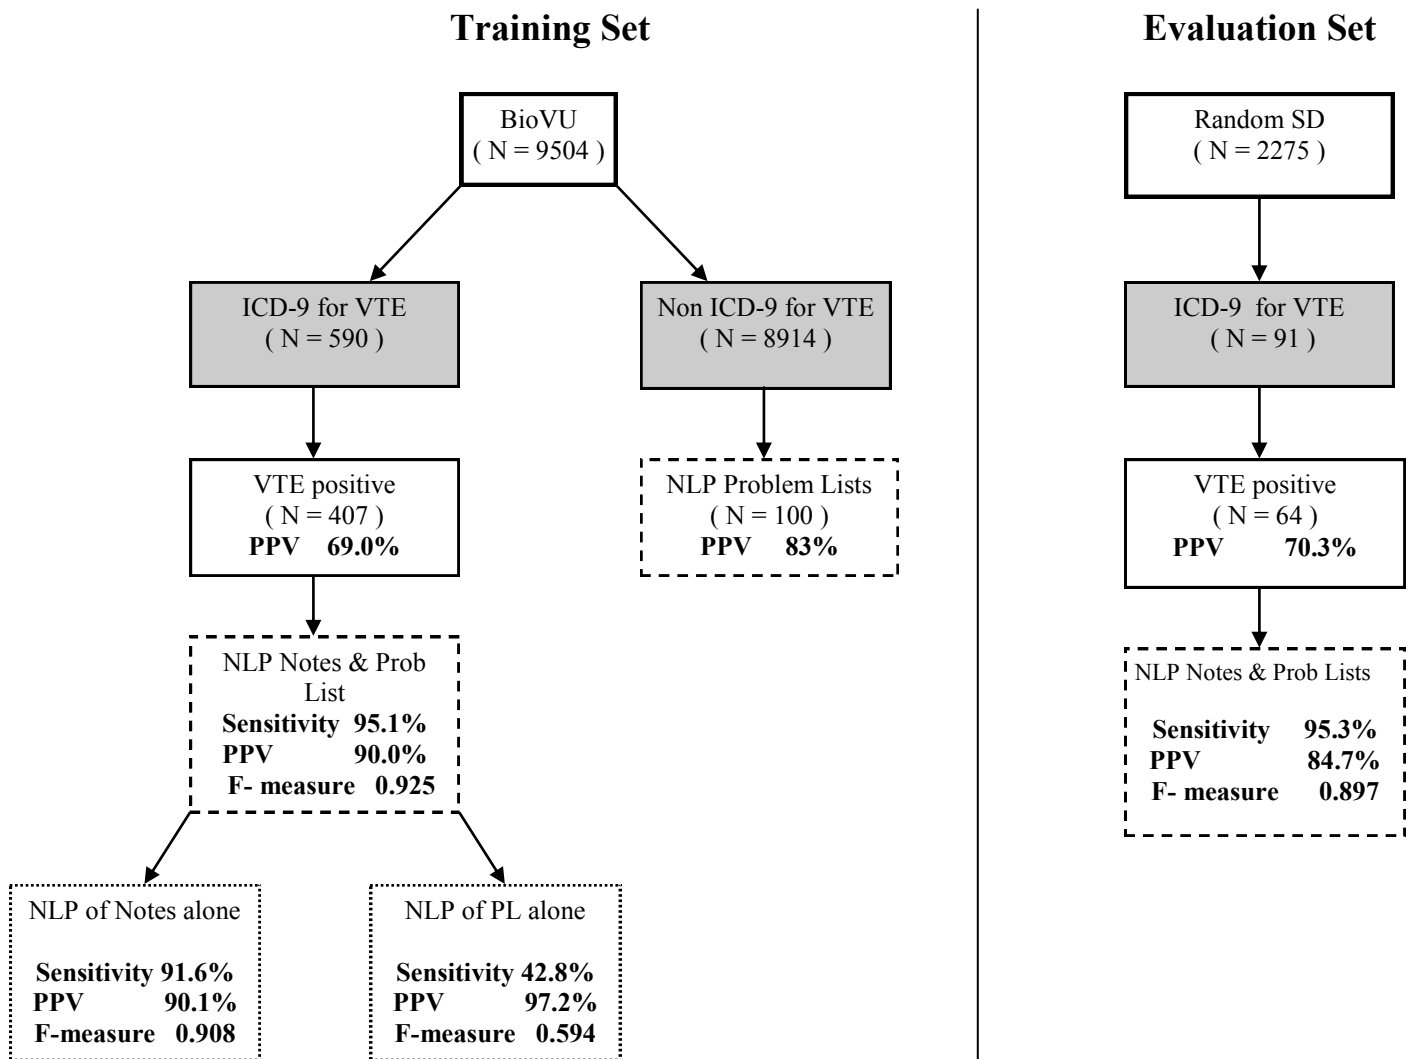 Training Set
BioVU
( N = 9504 )
ICD-9 for VTE
( N = 590 )
Non ICD-9 for VTE
( N = 8914 )
VTE positive
( N = 407 )
PPV 69.0%
NLP Problem Lists
( N = 100 )
PPV 83%
NLP Notes & Prob
List
Sensitivity 95.1%
PPV 90.0%
F- measure 0.925
NLP of Notes alone
Sensitivity 91.6%
PPV 90.1%
F-measure 0.908
NLP of PL alone
Sensitivity 42.8%
PPV 97.2%
F-measure 0.594
Evaluation Set
Random SD
( N = 2275 )
ICD-9 for VTE
( N = 91 )
VTE positive
( N = 64 )
PPV 70.3%
NLP Notes & Prob Lists
Sensitivity 95.3%
PPV 84.7%
F- measure 0.897